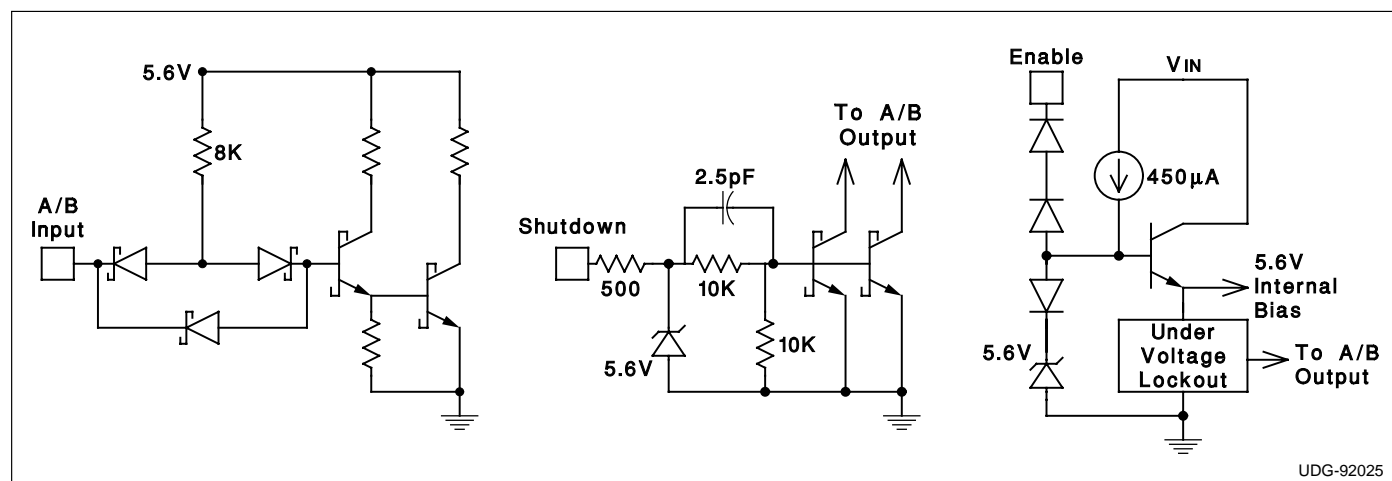 5.6V
8K
A/B
Input
To A/B
Output
2.5pF
Shutdown
500
10K
10K
5.6V
Enable
VIN
450µA
5.6V
Internal
Bias
5.6V
Under
Voltage
Lockout
To A/B
Output
UDG-92025